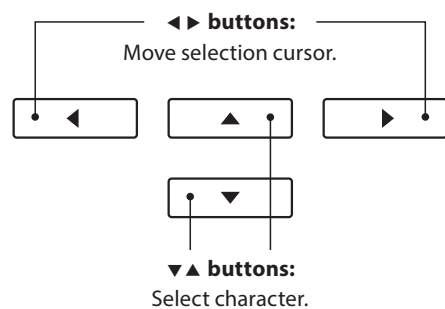 ◀ ▶ buttons:
Move selection cursor.
◀
▲
▶
▼
▼▲ buttons:
Select character.